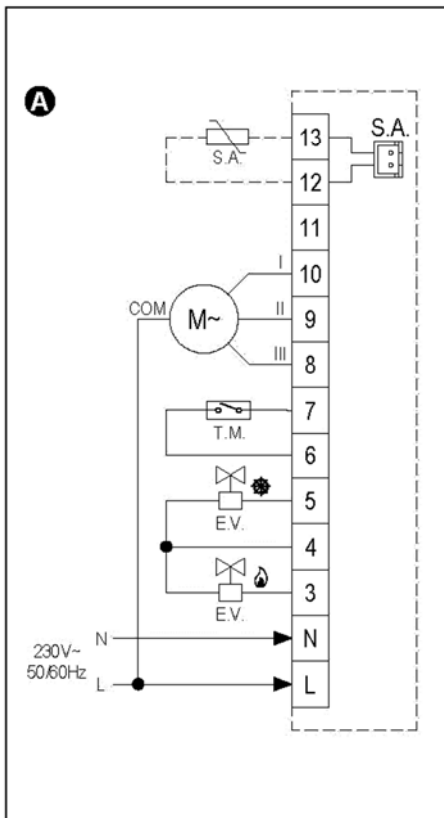 A
S.A.
13
S.A.
12
11
I
10
COM
M~
II
9
III
8
7
T.M.
6
5
E.V.
4
3
E.V.
N
N
230V~
50/60Hz
L
L